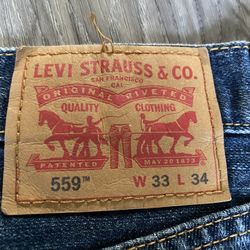 LEVI STRAUSS & CO.
SAN FRANCISCO
CAL
ORIGINAL RIVETED
QUALITY CLOTHING
PATENTED MAY 20 1873
559™ W 33 L 34